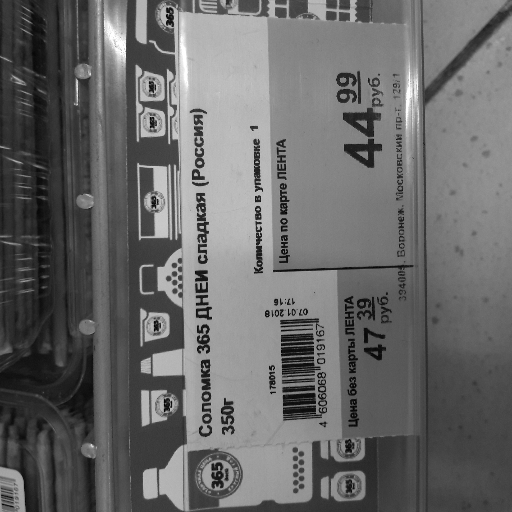 Соломка 365 ДНЕЙ сладкая (Россия)
350г
Количество в упаковке 1
Цена по карте ЛЕНТА
44 99
руб.
178015
07.01.2018
17:16
4 606068 019167
Цена без карты ЛЕНТА
47 39
руб.
394005, Воронеж, Московский пр-т, 129/1
365